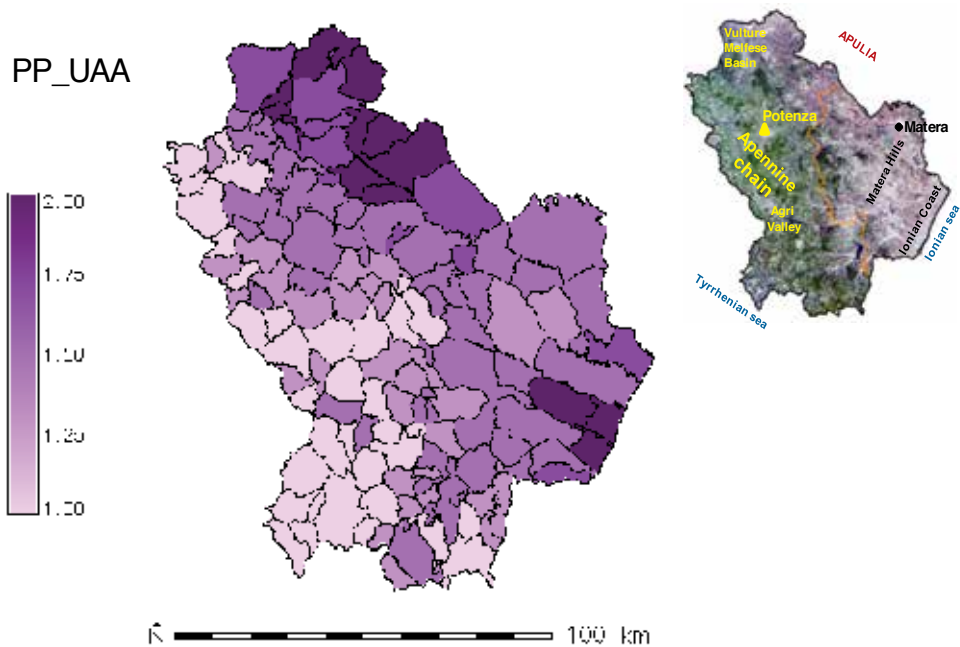 PP_UAA
2.00
1.75
1.50
1.25
1.00
N
100 km
Vulture
Melfese
Basin
APULIA
Potenza
Matera
Apennine
chain
Matera Hills
Agri
Valley
Ionian Coast
Ionian sea
Tyrrhenian sea